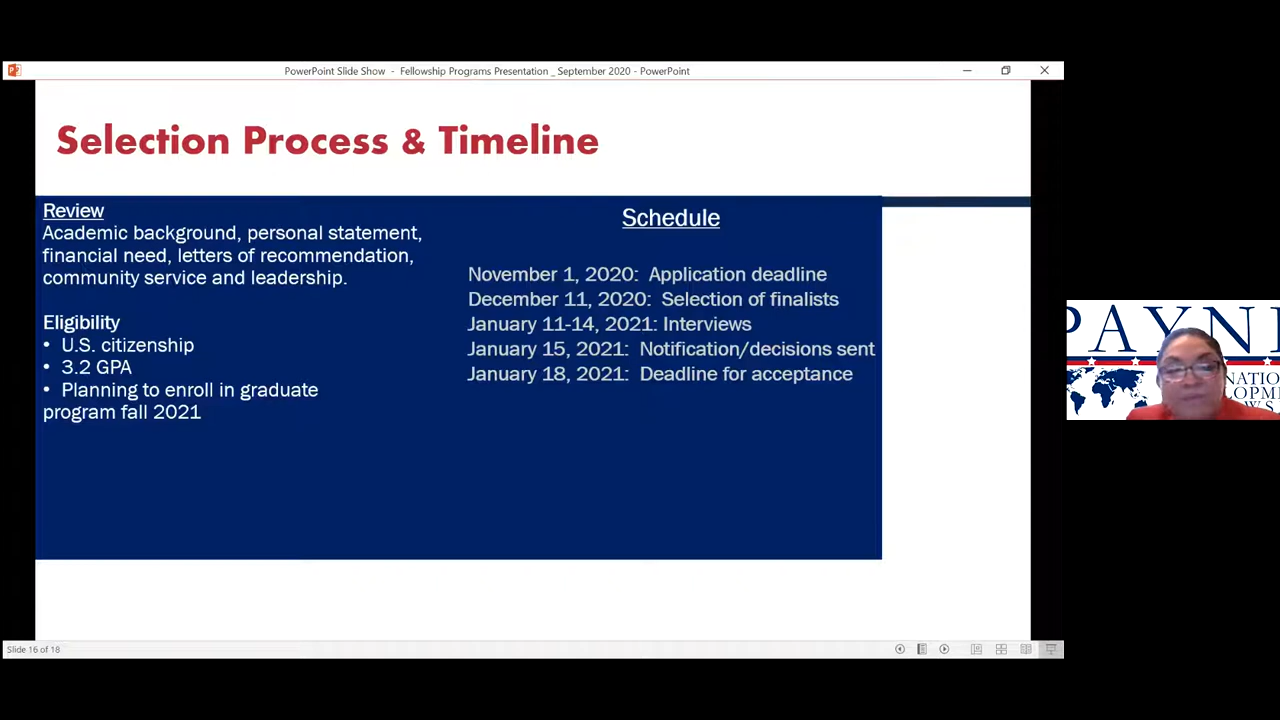 PowerPoint Slide Show - Fellowship Programs Presentation _ September 2020 - PowerPoint
Selection Process & Timeline
Review
Academic background, personal statement,
financial need, letters of recommendation,
community service and leadership.
Eligibility
• U.S. citizenship
• 3.2 GPA
• Planning to enroll in graduate
program fall 2021
Schedule
November 1, 2020: Application deadline
December 11, 2020: Selection of finalists
January 11-14, 2021: Interviews
January 15, 2021: Notification/decisions sent
January 18, 2021: Deadline for acceptance
PAYN
Slide 16 of 18